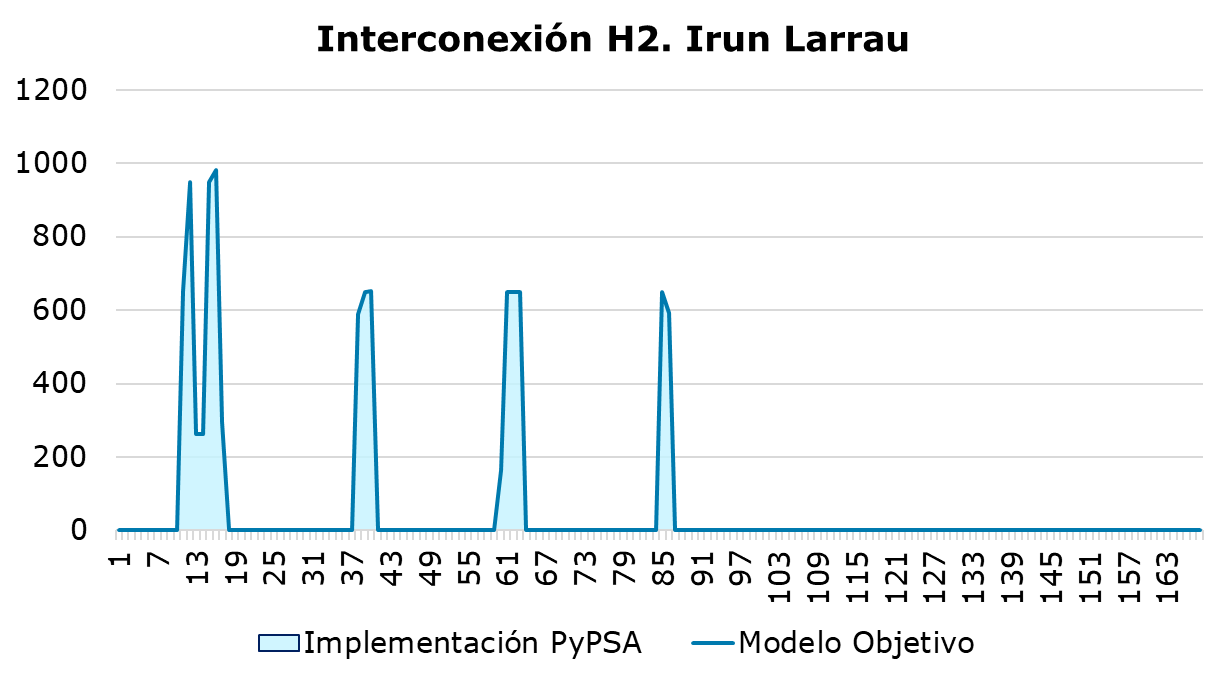 Interconexión H2. Irun Larrau
1200
1000
800
600
400
200
0
1 7 13 19 25 31 37 43 49 55 61 67 73 79 85 91 97 103 109 115 121 127 133 139 145 151 157 163
Implementación PyPSA Modelo Objetivo